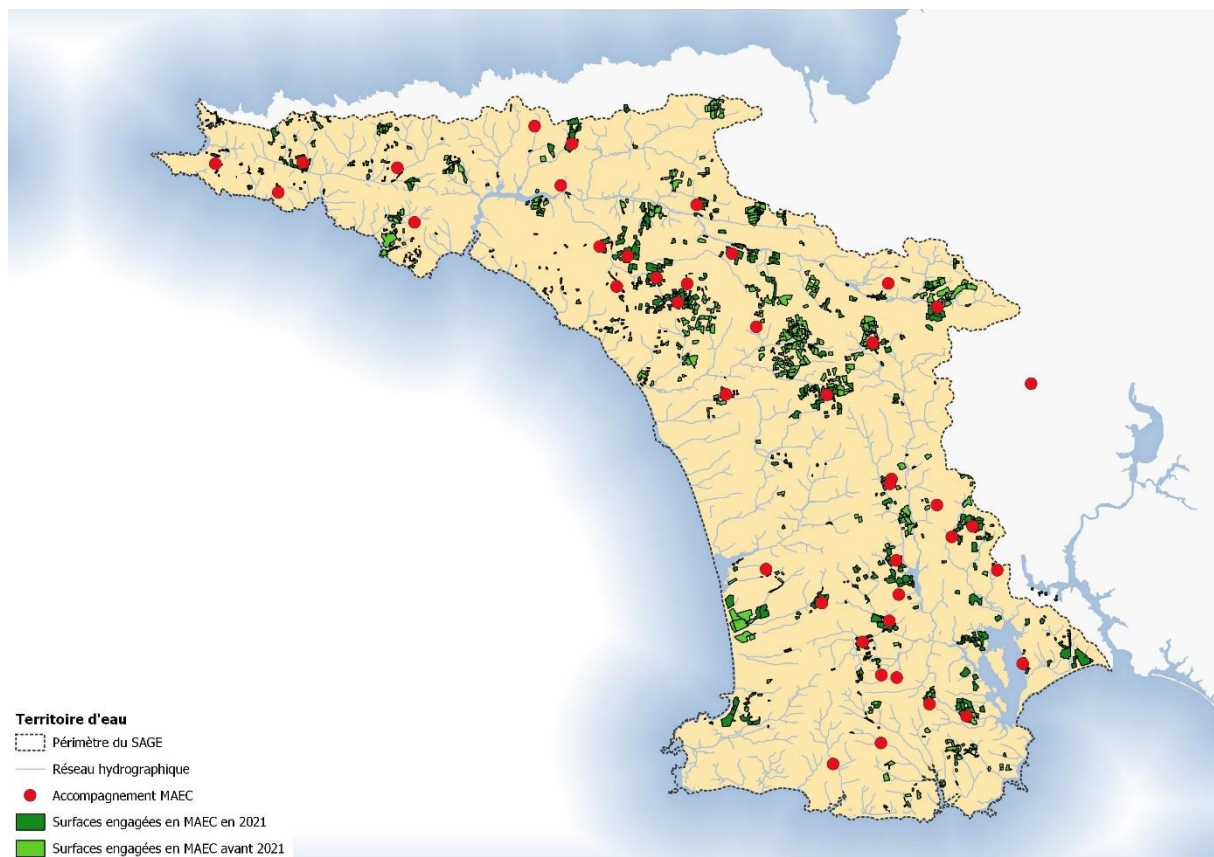 Territoire d'eau
Périmètre du SAGE
Réseau hydrographique
Accompagnement MAEC
Surfaces engagées en MAEC en 2021
Surfaces engagées en MAEC avant 2021